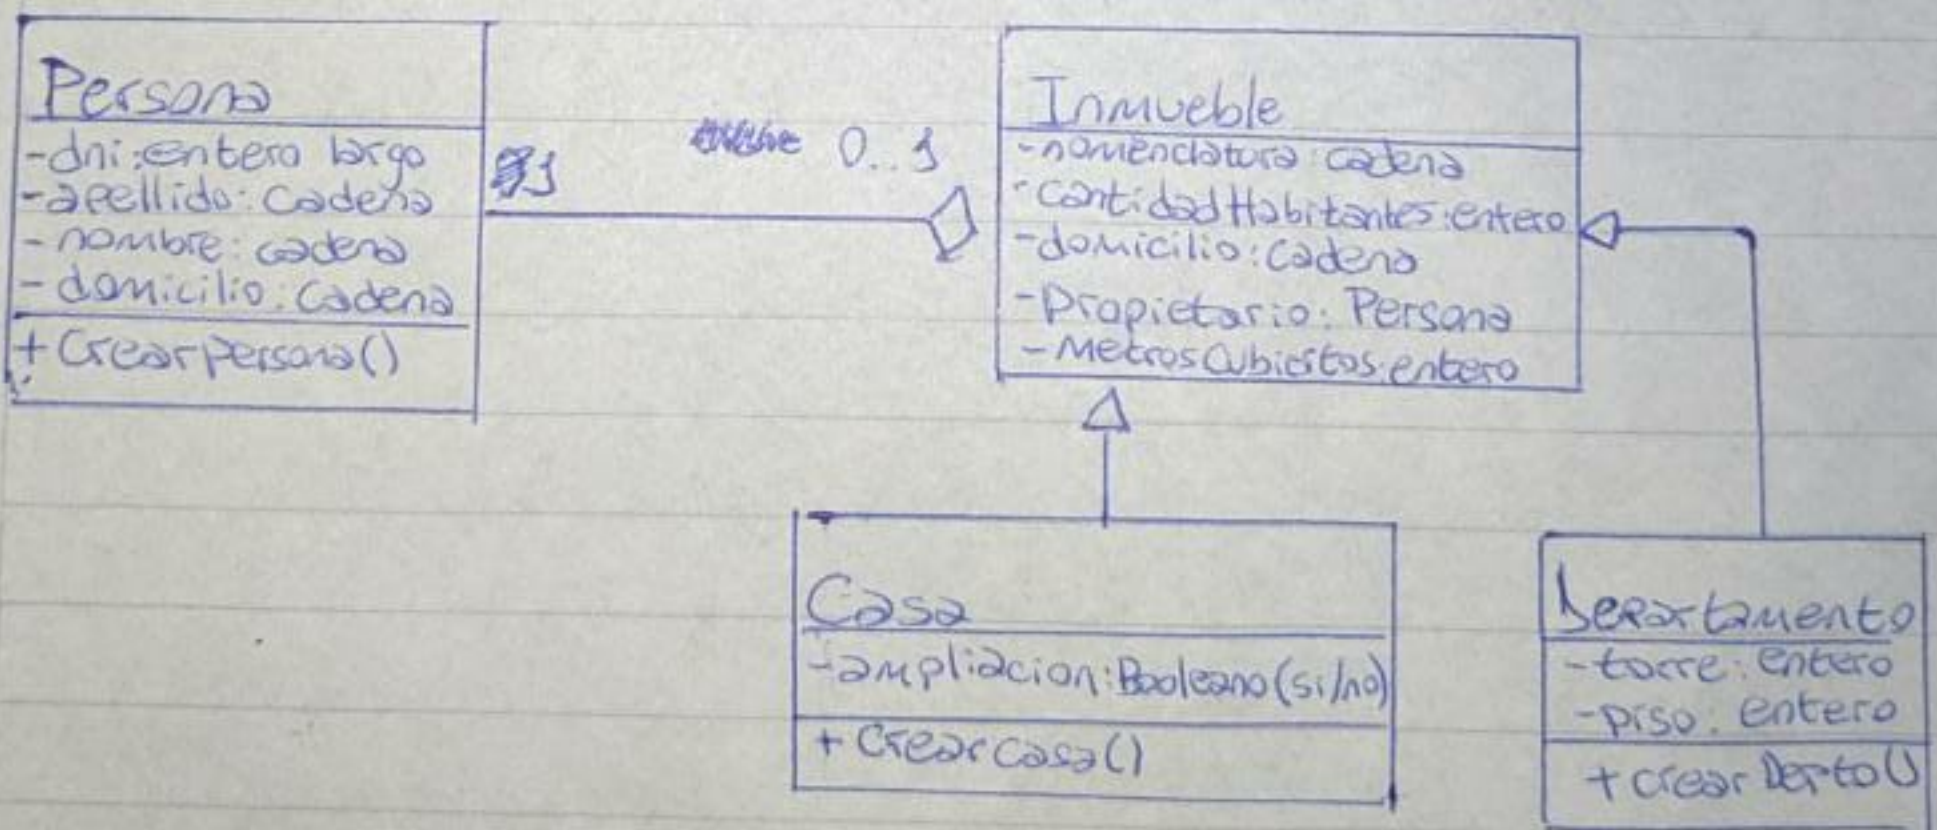 Persona
-dni:entero largo
-apellido: Cadena
- nombre: cadena
- domicilio: Cadena
+ Crearpersona()
1
0..1
Inmueble
-nomenclatura: cadena
-cantidadHabitantes:entero
-domicilio: Cadena
-Propietario: Persona
- MetrosCubiertos:entero
Casa
-ampliacion: Booleano (si/no)
+ CrearCasa()
Departamento
-torre: entero
-piso: entero
+ crearDepto()